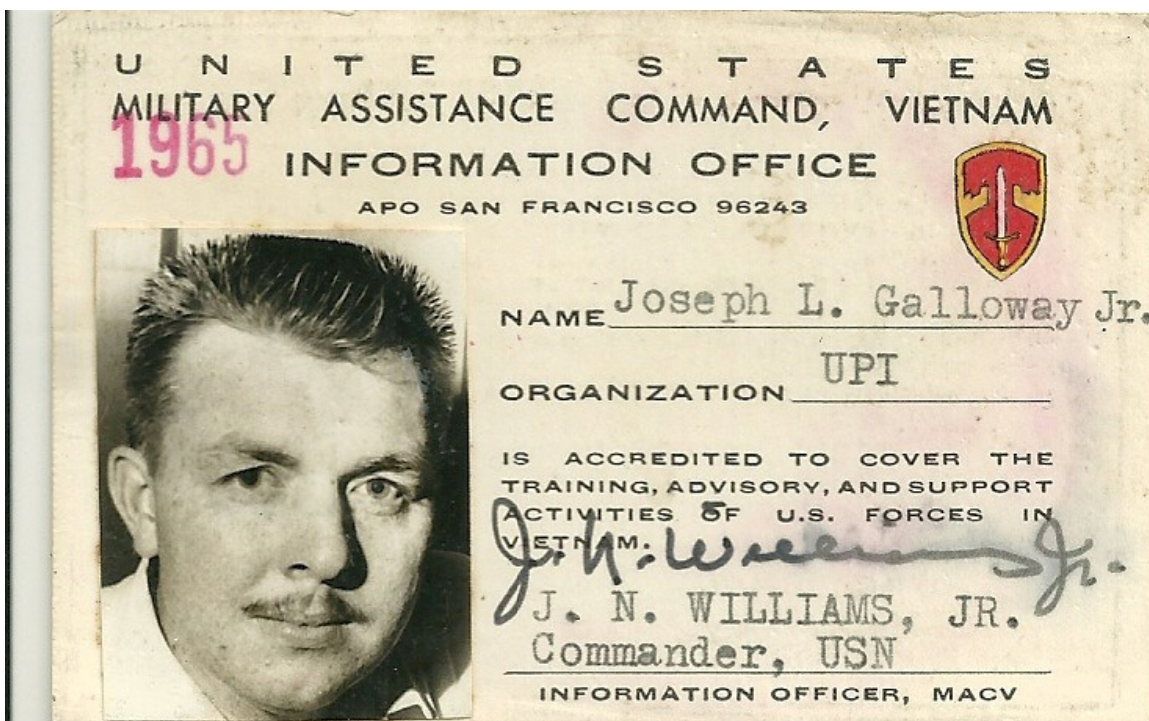 UNITED STATES
MILITARY ASSISTANCE COMMAND, VIETNAM
1965
INFORMATION OFFICE
APO SAN FRANCISCO 96243
NAME Joseph L. Galloway Jr.
ORGANIZATION UPI
IS ACCREDITED TO COVER THE
TRAINING, ADVISORY, AND SUPPORT
ACTIVITIES OF U.S. FORCES IN
VIETNAM.
J. N. Williams Jr.
J. N. WILLIAMS, JR.
Commander, USN
INFORMATION OFFICER, MACV